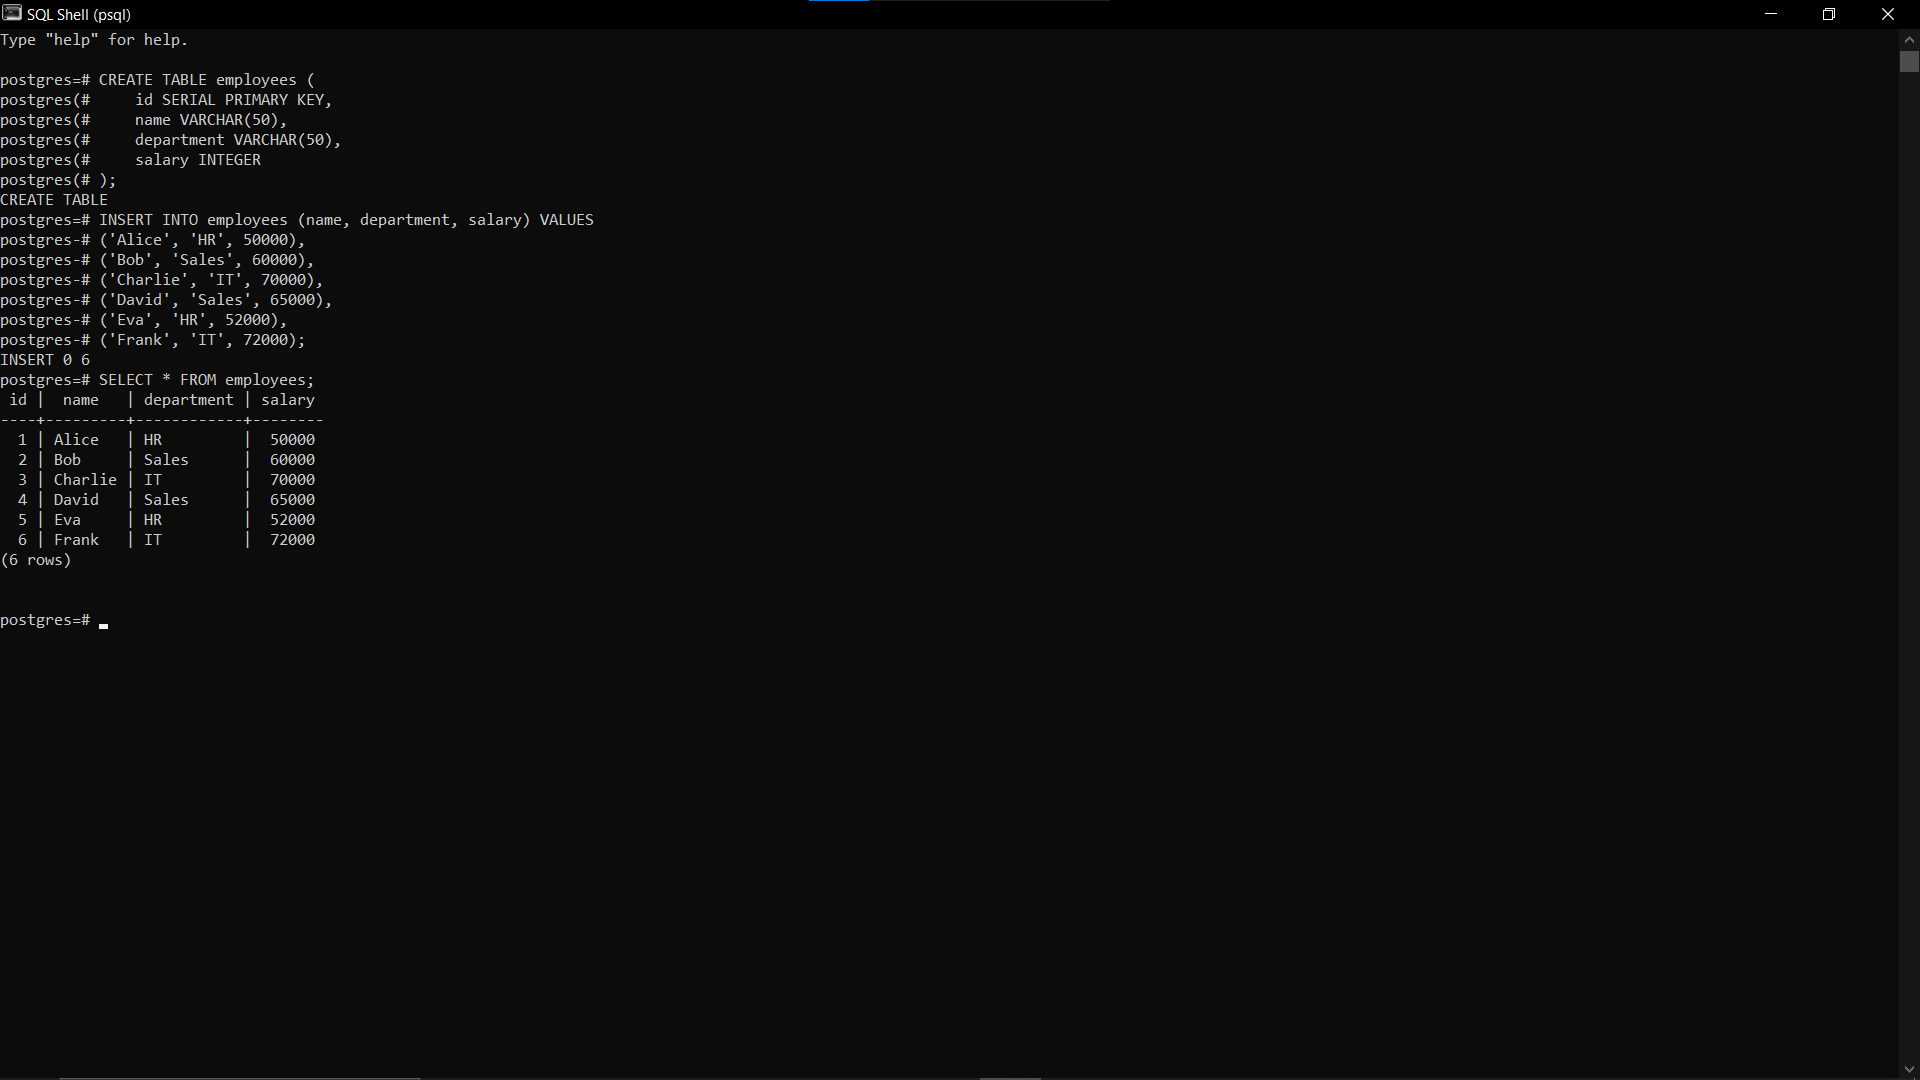 SQL Shell (psql)
Type "help" for help.
postgres=# CREATE TABLE employees (
postgres(#     id SERIAL PRIMARY KEY,
postgres(#     name VARCHAR(50),
postgres(#     department VARCHAR(50),
postgres(#     salary INTEGER
postgres(# );
CREATE TABLE
postgres=# INSERT INTO employees (name, department, salary) VALUES
postgres-# ('Alice', 'HR', 50000),
postgres-# ('Bob', 'Sales', 60000),
postgres-# ('Charlie', 'IT', 70000),
postgres-# ('David', 'Sales', 65000),
postgres-# ('Eva', 'HR', 52000),
postgres-# ('Frank', 'IT', 72000);
INSERT 0 6
postgres=# SELECT * FROM employees;
 id |  name   | department | salary
----+---------+------------+--------
  1 | Alice   | HR         |  50000
  2 | Bob     | Sales      |  60000
  3 | Charlie | IT         |  70000
  4 | David   | Sales      |  65000
  5 | Eva     | HR         |  52000
  6 | Frank   | IT         |  72000
(6 rows)
postgres=#